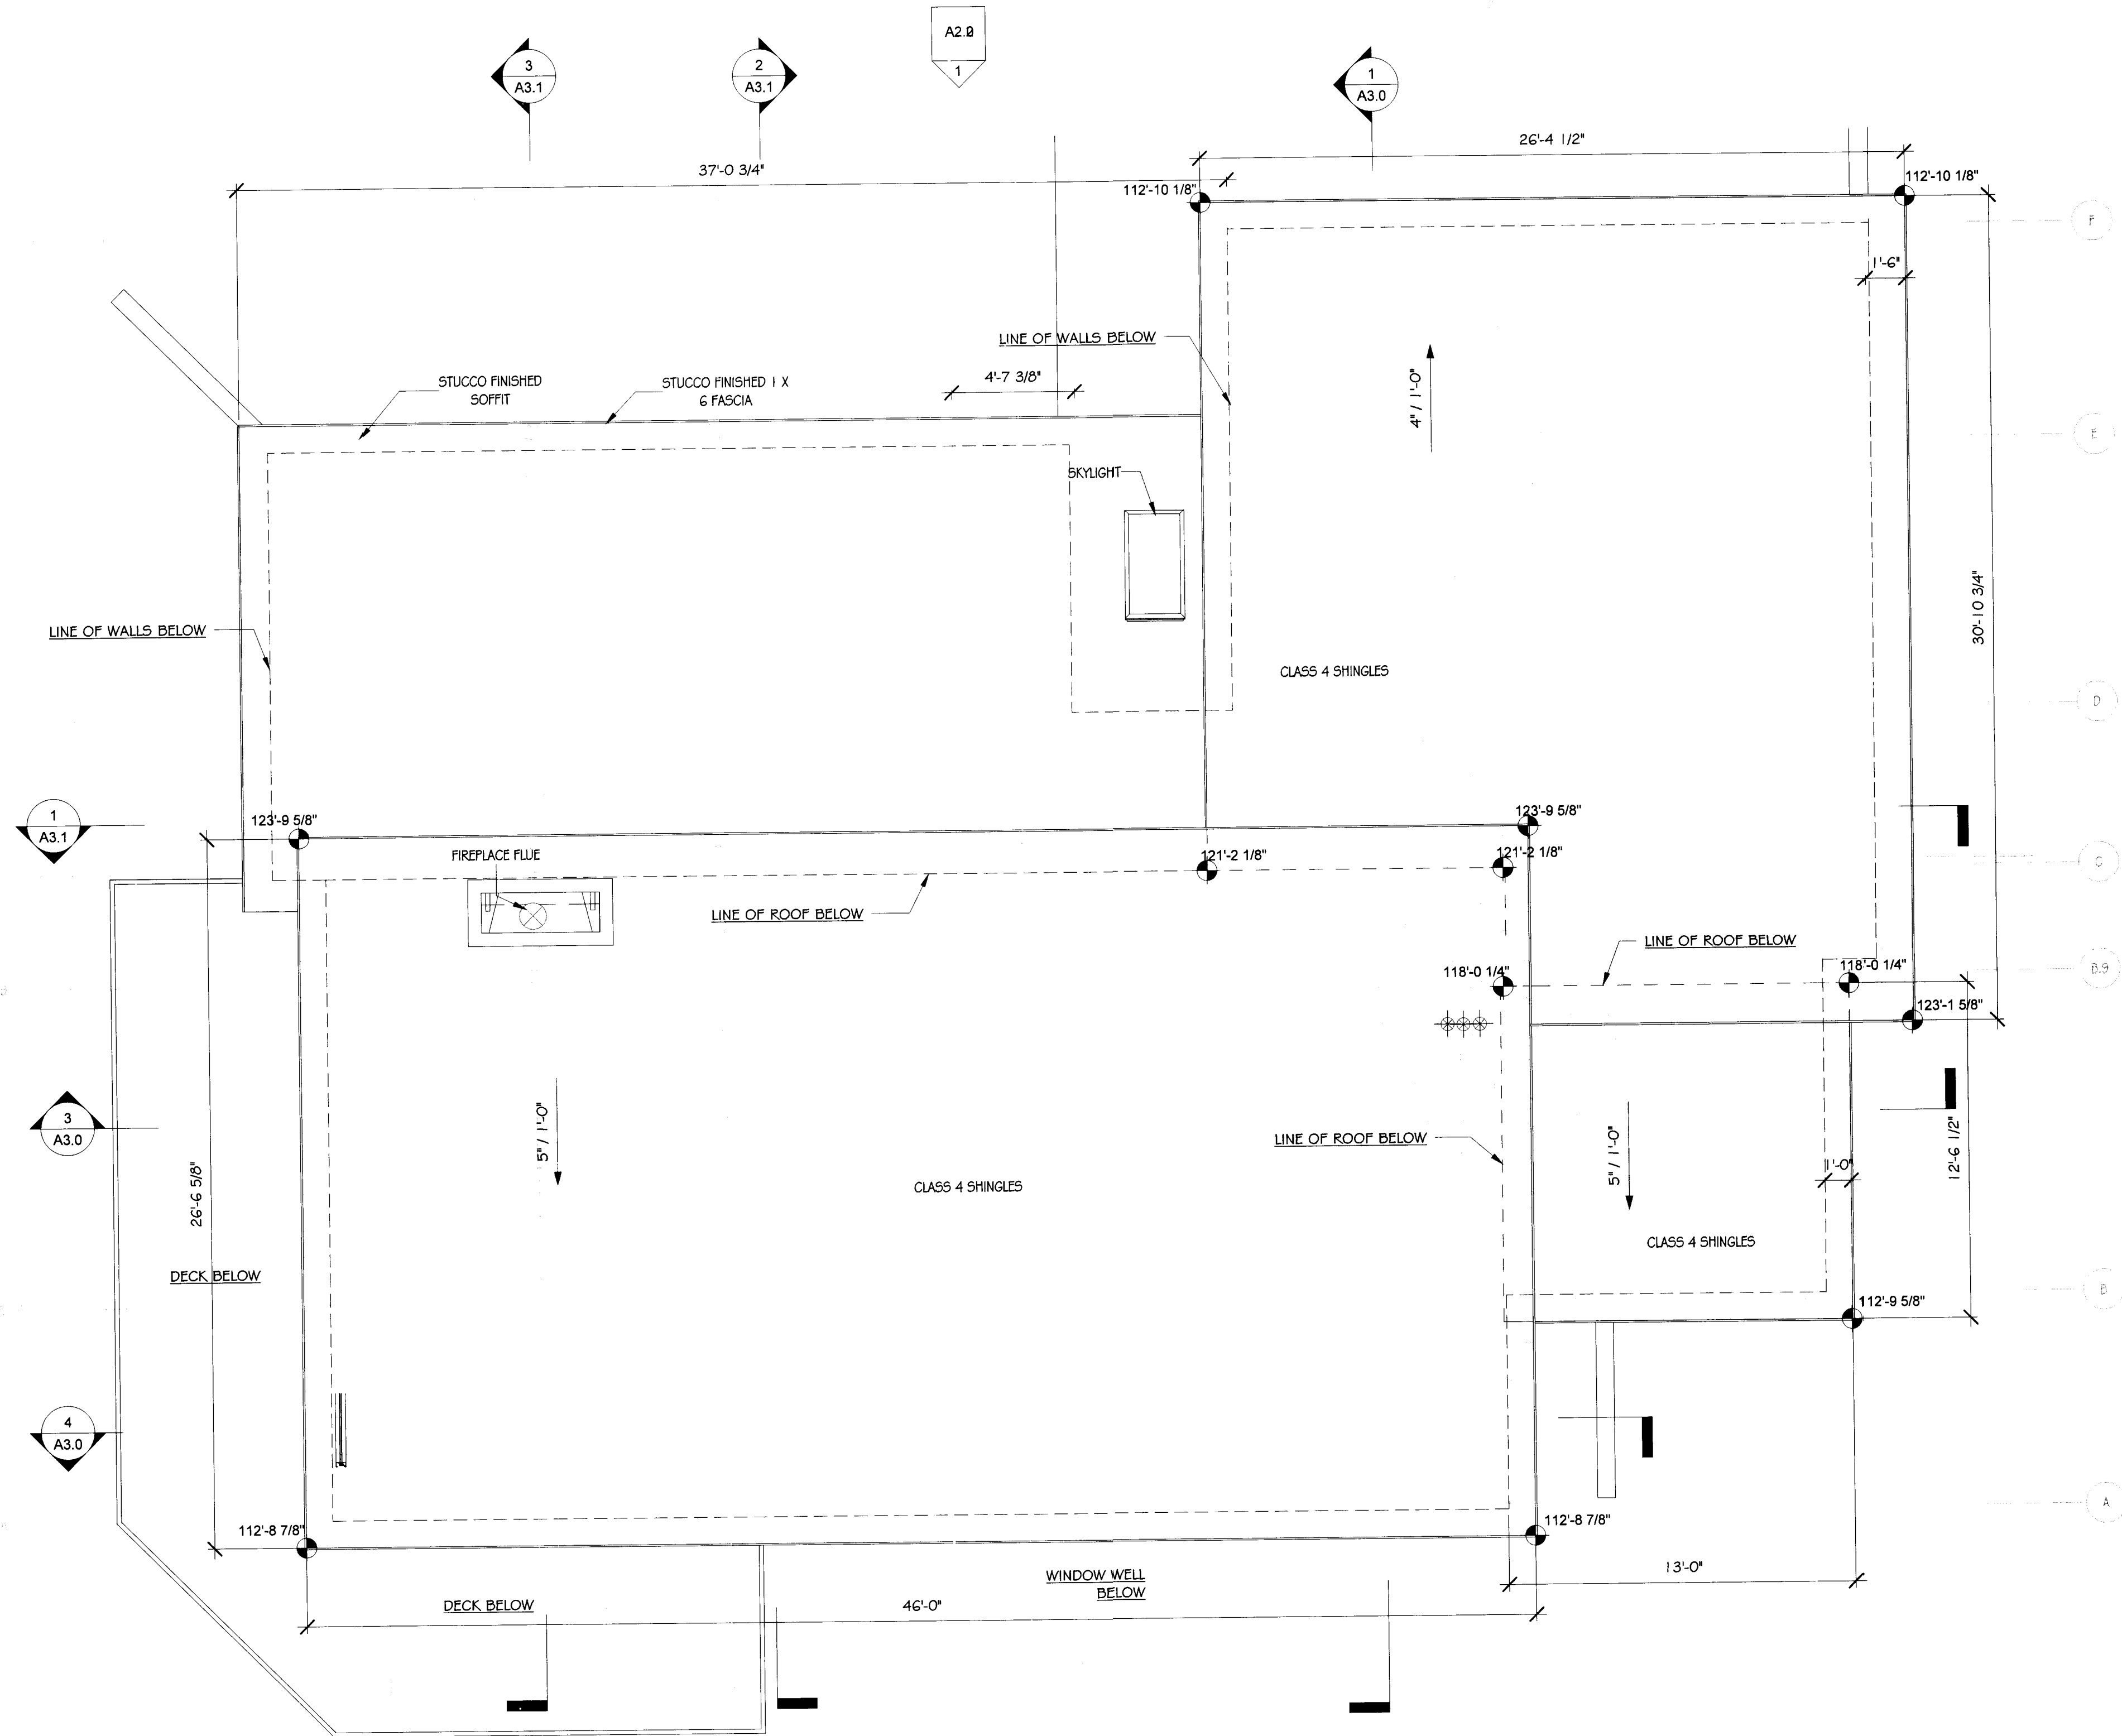 A2.
1
3
A3.1
2
A3.1
1
A3.0
26'-4 1/2"
37'-0 3/4"
112'-10 1/8"
112'-10 1/8"
F
1'-6"
LINE OF WALLS BELOW
4'-7 3/8"
STUCCO FINISHED
SOFFIT
STUCCO FINISHED 1 X
6 FASCIA
4" / 1'-0"
E
SKYLIGHT
30'-10 3/4"
LINE OF WALLS BELOW
CLASS 4 SHINGLES
D
1
A3.1
123'-9 5/8"
123'-9 5/8"
FIREPLACE FLUE
121'-2 1/8"
121'-2 1/8"
C
LINE OF ROOF BELOW
LINE OF ROOF BELOW
118'-0 1/4"
118'-0 1/4"
B.9
123'-1 5/8"
3
A3.0
5" / 1'-0"
LINE OF ROOF BELOW
5" / 1'-0"
1'-0"
12'-6 1/2"
26'-6 5/8"
CLASS 4 SHINGLES
CLASS 4 SHINGLES
DECK BELOW
B
112'-9 5/8"
4
A3.0
A
112'-8 7/8"
112'-8 7/8"
WINDOW WELL
BELOW
13'-0"
DECK BELOW
46'-0"